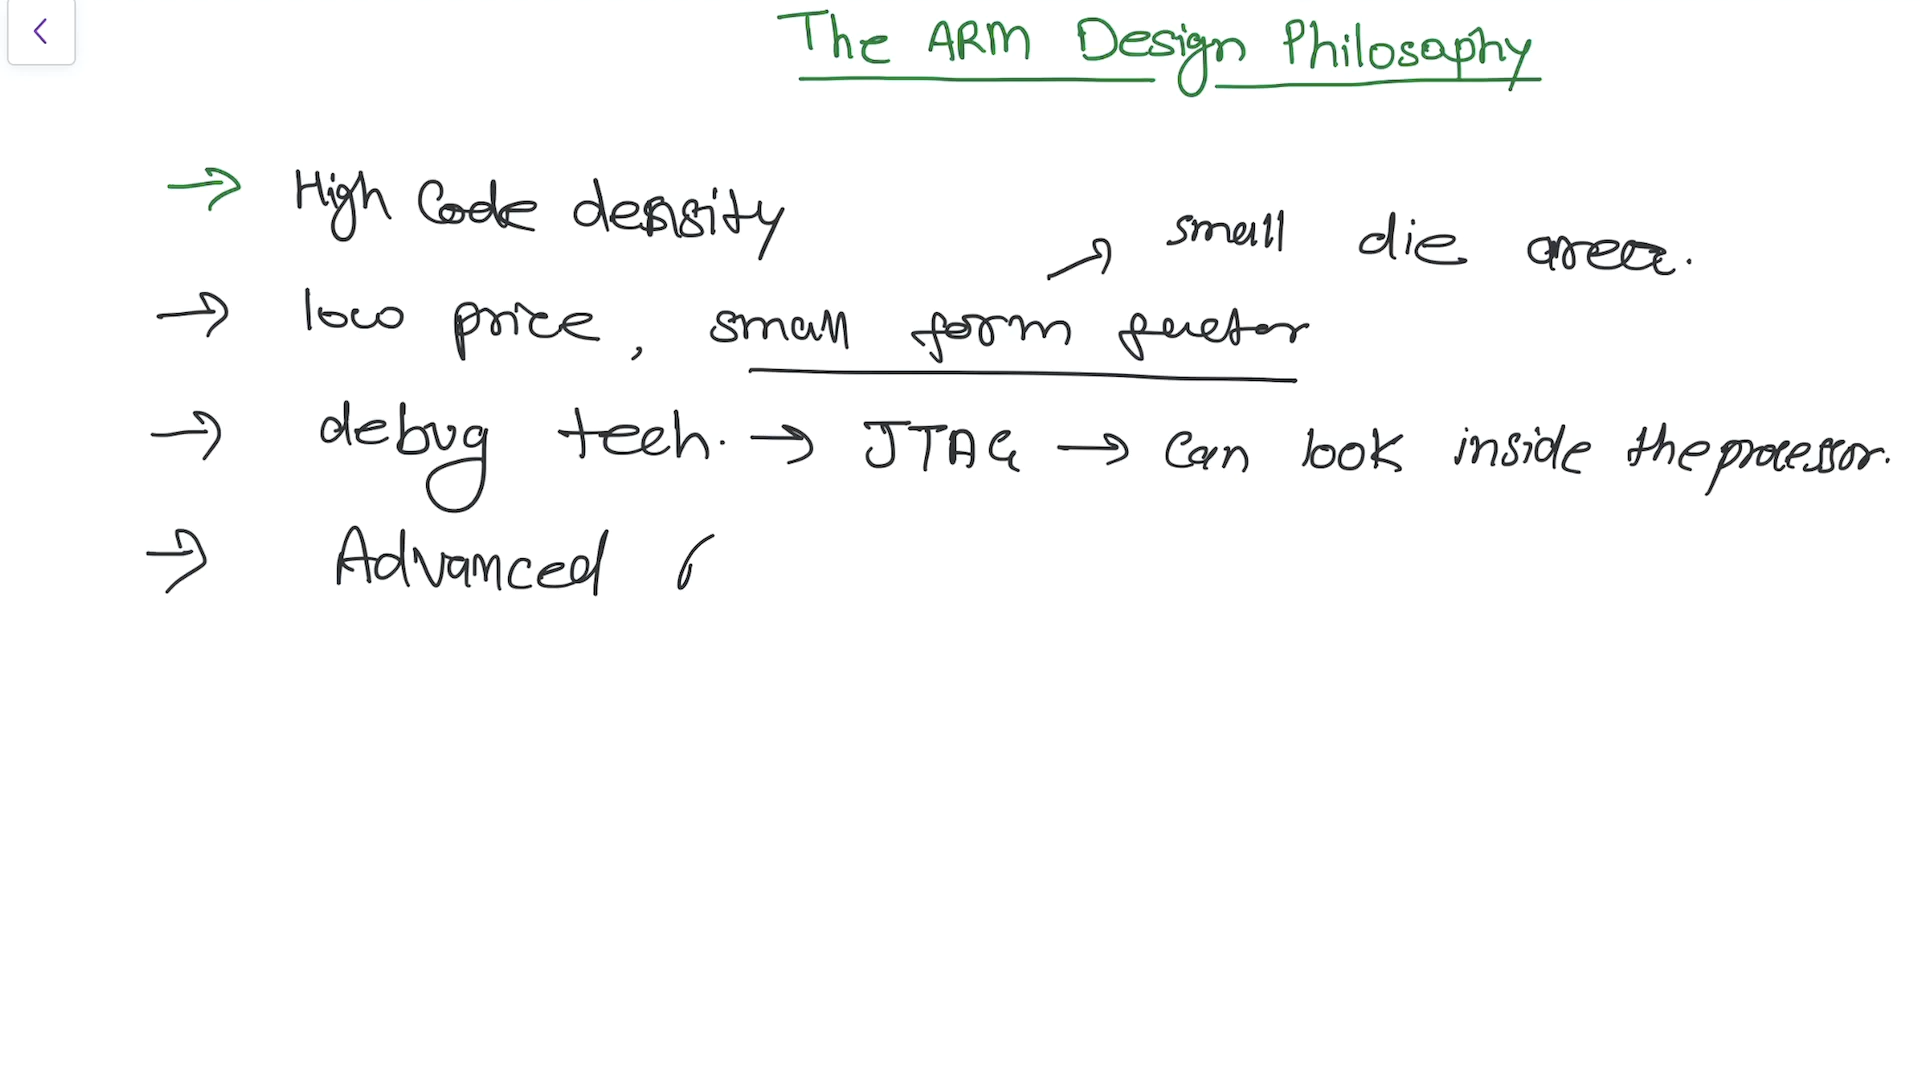 The ARM Design Philosophy
→ High Code density
small die area.
→ low price, small form factor
→ debug tech. → JTAG → Can look inside the processor.
→ Advanced (